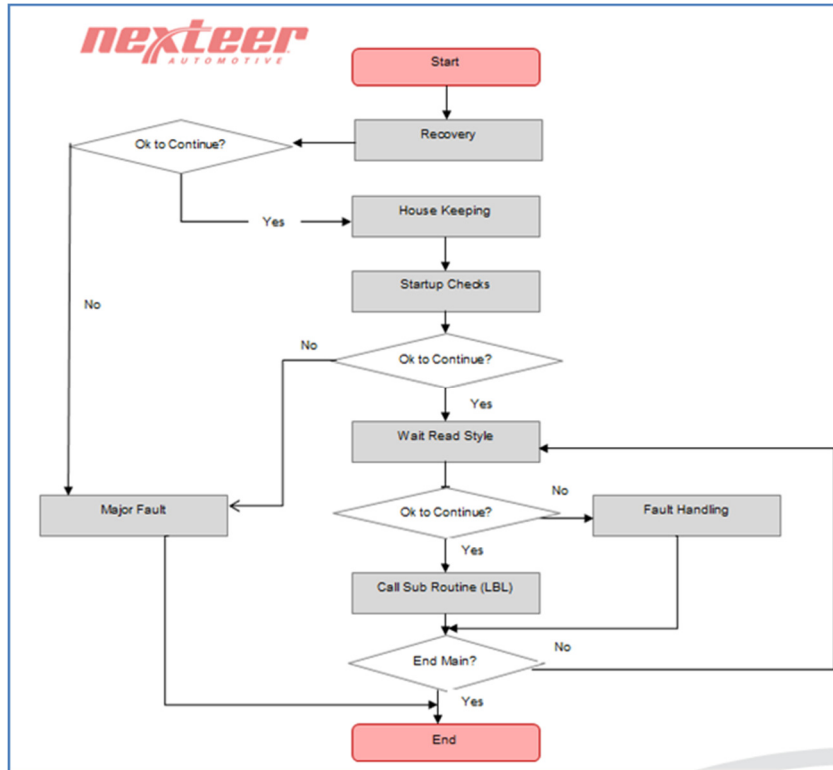 nexteer
AUTOMOTIVE
Start
Recovery
Ok to Continue?
House Keeping
Yes
Startup Checks
No
No
Ok to Continue?
Yes
Wait Read Style
No
Major Fault
Ok to Continue?
Fault Handling
Yes
Call Sub Routine (LBL)
No
End Main?
Yes
End